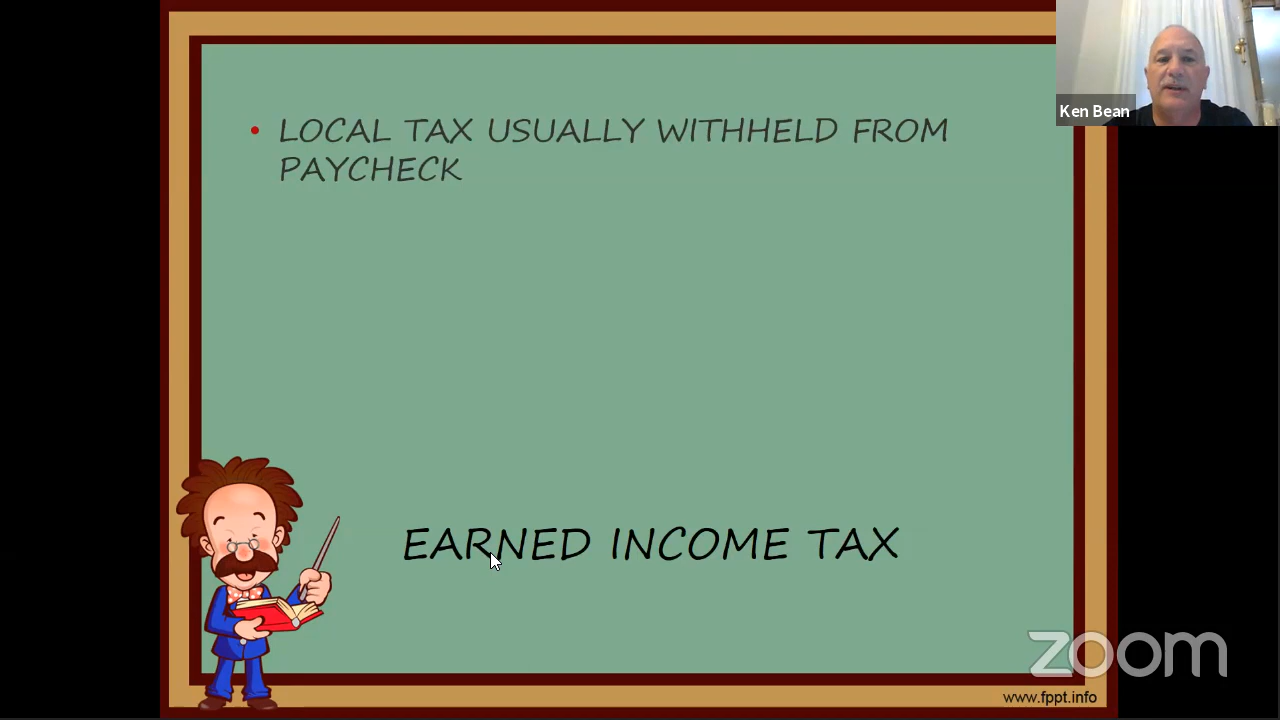 Ken Bean
• LOCAL TAX USUALLY WITHHELD FROM
PAYCHECK
EARNED INCOME TAX
zoom
www.fppt.info